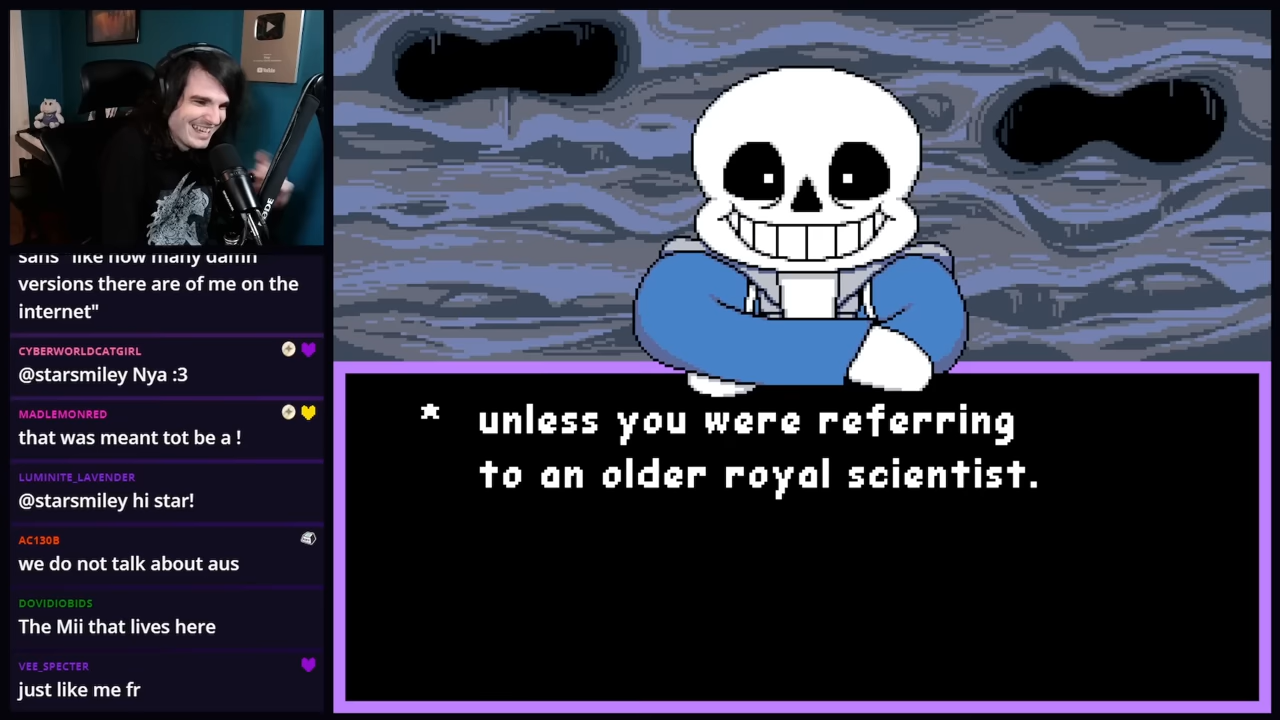 sans "like how many damn
versions there are of me on the
internet"
CYBERWORLDCATGIRL
@starsmiley Nya :3
MADLEMONRED
that was meant tot be a !
LUMINITE_LAVENDER
@starsmiley hi star!
AC130B
we do not talk about aus
DOVIDIOBIDS
The Mii that lives here
VEE_SPECTER
just like me fr
* unless you were referring
to an older royal scientist.